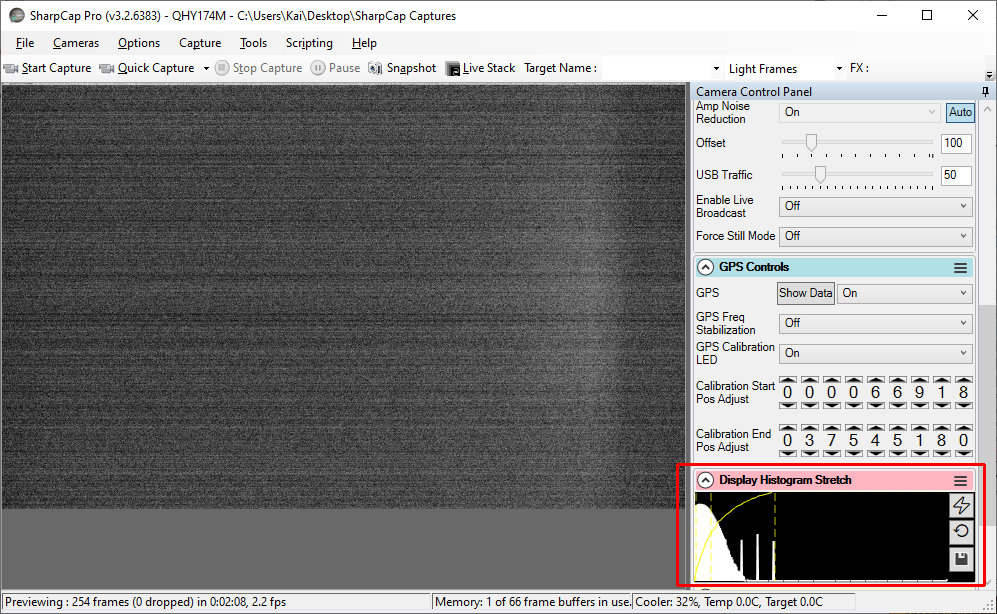 SharpCap Pro (v3.2.6383) - QHY174M - C:\Users\Kai\Desktop\SharpCap Captures
File Cameras Options Capture Tools Scripting Help
Start Capture Quick Capture Stop Capture Pause Snapshot Live Stack Target Name : Light Frames FX :
Camera Control Panel
Amp Noise
Reduction On Auto
Offset 100
USB Traffic 50
Enable Live
Broadcast Off
Force Still Mode Off
GPS Controls
GPS Show Data On
GPS Freq
Stabilization Off
GPS Calibration
LED On
Calibration Start
Pos Adjust 0 0 0 0 6 6 9 1 8
Calibration End
Pos Adjust 0 3 7 5 4 5 1 8 0
Display Histogram Stretch
Previewing : 254 frames (0 dropped) in 0:02:08, 2.2 fps Memory: 1 of 66 frame buffers in use. Cooler: 32%, Temp 0.0C, Target 0.0C